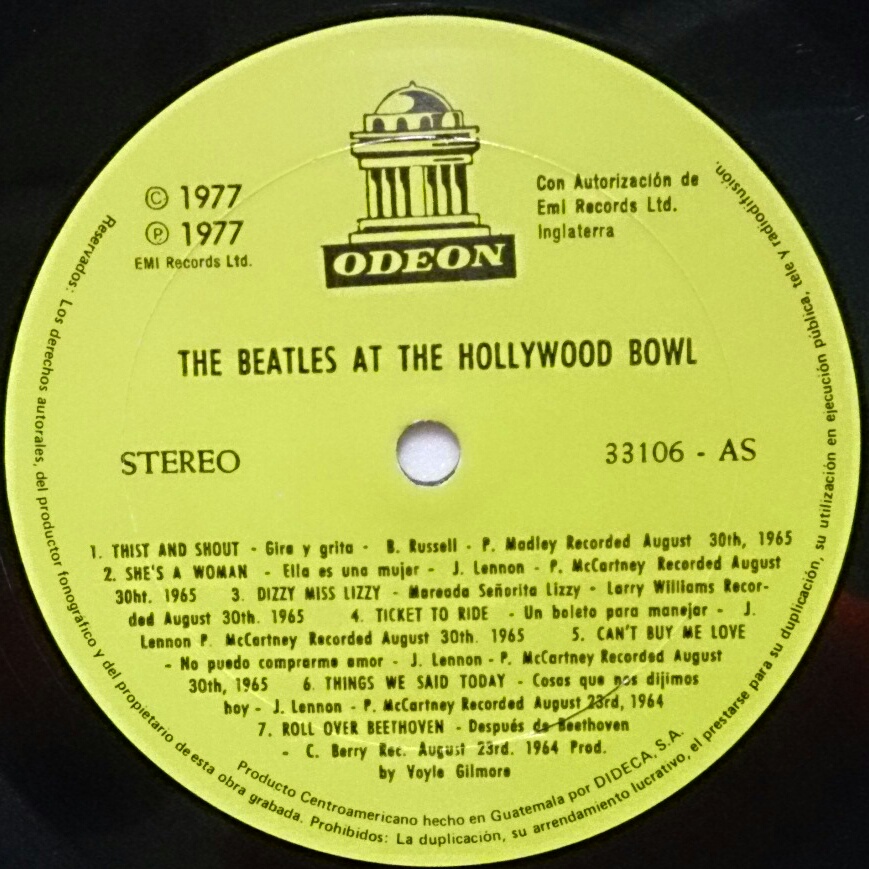 © 1977
℗ 1977
EMI Records Ltd.
ODEON
Con Autorización de
Emi Records Ltd.
Inglaterra
THE BEATLES AT THE HOLLYWOOD BOWL
STEREO
33106 - AS
1. THIST AND SHOUT - Gira y grita - B. Russell - P. Madley Recorded August 30th, 1965
2. SHE'S A WOMAN - Ella es una mujer - J. Lennon - P. McCartney Recorded August
30ht. 1965 3. DIZZY MISS LIZZY - Mareada Señorita Lizzy - Larry Williams Recor-
ded August 30th. 1965 4. TICKET TO RIDE - Un boleto para manejar - J.
Lennon P. McCartney Recorded August 30th. 1965 5. CAN'T BUY ME LOVE
- No puedo comprarme amor - J. Lennon - P. McCartney Recorded August
30th, 1965 6. THINGS WE SAID TODAY - Cosas que nos dijimos
hoy - J. Lennon - P. McCartney Recorded August 23rd, 1964
7. ROLL OVER BEETHOVEN - Después de Beethoven
- C. Berry Rec. August 23rd. 1964 Prod.
by Voyle Gilmore
Producto Centroamericano hecho en Guatemala por DIDECA, S.A.
Reservados: Los derechos autorales, del productor fonográfico y del propietario de esta obra grabada. Prohibidos: La duplicación, su arrendamiento lucrativo, el prestarse para su duplicación, su utilización en ejecución pública, tele y radiodifusión.